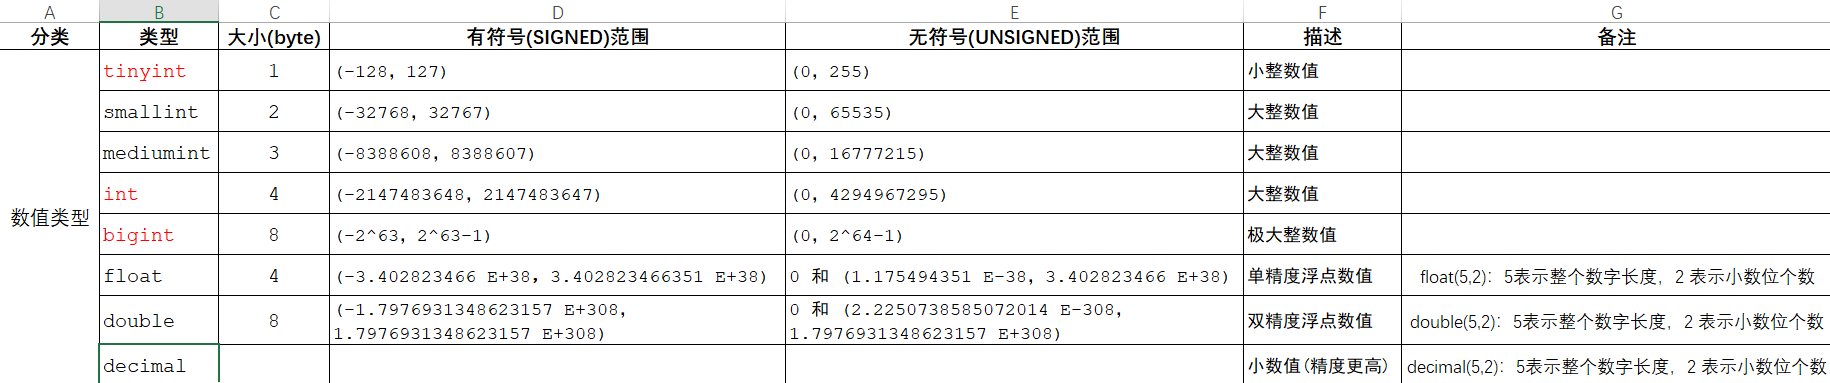 A B C D E F G
分类 类型 大小(byte) 有符号(SIGNED)范围 无符号(UNSIGNED)范围 描述 备注
tinyint 1 (-128, 127) (0, 255) 小整数值
smallint 2 (-32768, 32767) (0, 65535) 大整数值
mediumint 3 (-8388608, 8388607) (0, 16777215) 大整数值
int 4 (-2147483648, 2147483647) (0, 4294967295) 大整数值
数值类型
bigint 8 (-2^63, 2^63-1) (0, 2^64-1) 极大整数值
float 4 (-3.402823466 E+38, 3.402823466351 E+38) 0 和 (1.175494351 E-38, 3.402823466 E+38) 单精度浮点数值 float(5,2)：5表示整个数字长度，2 表示小数位个数
double 8 (-1.7976931348623157 E+308, 0 和 (2.2250738585072014 E-308, 双精度浮点数值 double(5,2)：5表示整个数字长度，2 表示小数位个数
1.7976931348623157 E+308) 1.7976931348623157 E+308)
decimal 小数值(精度更高) decimal(5,2)：5表示整个数字长度，2 表示小数位个数